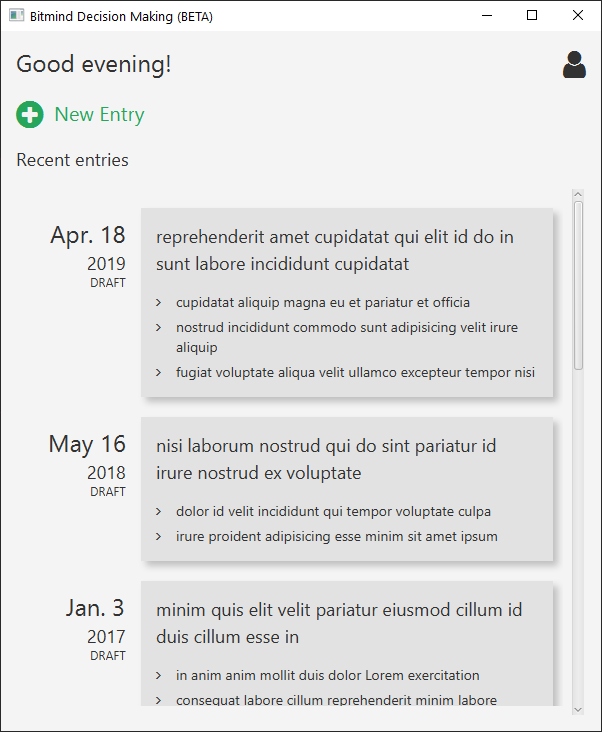 Bitmind Decision Making (BETA)
Good evening!
New Entry
Recent entries
Apr. 18
2019
DRAFT
reprehenderit amet cupidatat qui elit id do in
sunt labore incididunt cupidatat
cupidatat aliquip magna eu et pariatur et officia
nostrud incididunt commodo sunt adipisicing velit irure
aliquip
fugiat voluptate aliqua velit ullamco excepteur tempor nisi
May 16
2018
DRAFT
nisi laborum nostrud qui do sint pariatur id
irure nostrud ex voluptate
dolor id velit incididunt qui tempor voluptate culpa
irure proident adipisicing esse minim sit amet ipsum
Jan. 3
2017
DRAFT
minim quis elit velit pariatur eiusmod cillum id
duis cillum esse in
in anim anim mollit duis dolor Lorem exercitation
consequat labore cillum reprehenderit minim labore